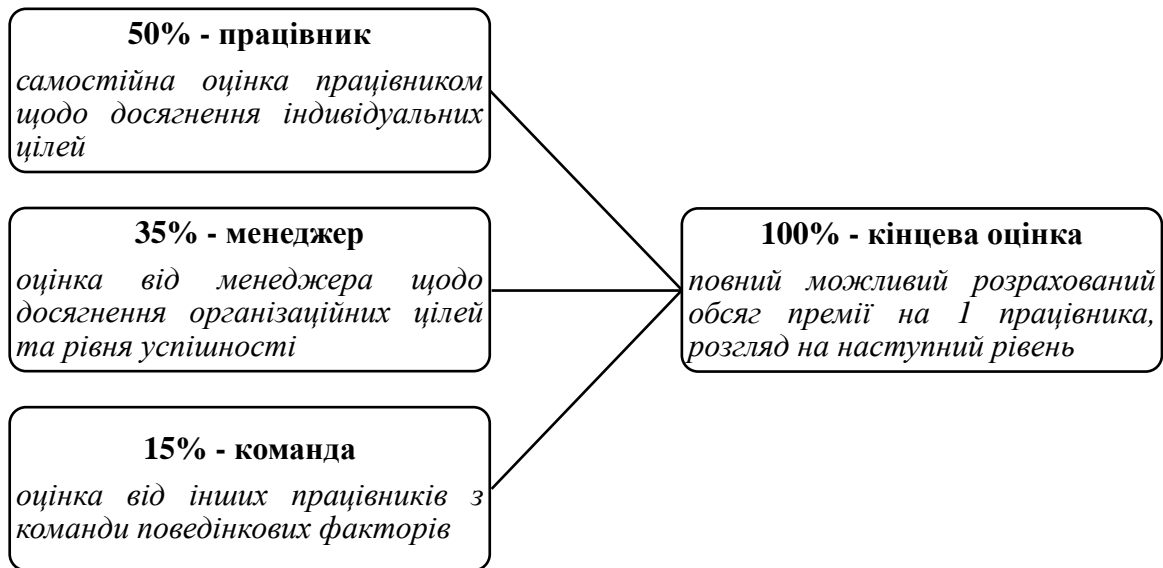 50% - працівник
самостійна оцінка працівником
щодо досягнення індивідуальних
цілей
35% - менеджер
оцінка від менеджера щодо
досягнення організаційних цілей
та рівня успішності
15% - команда
оцінка від інших працівників з
команди поведінкових факторів
100% - кінцева оцінка
повний можливий розрахований
обсяг премії на 1 працівника,
розгляд на наступний рівень